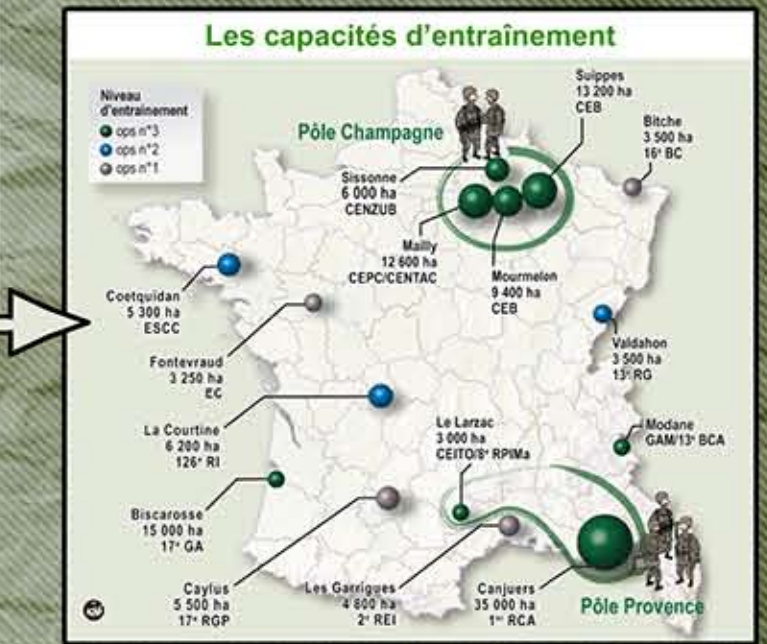 Les capacités d'entraînement
Niveau
d'entrainement
ops n°3
ops n°2
ops n°1
Pôle Champagne
Suippes
13 200 ha
CEB
Bitche
3 500 ha
16e BC
Sissonne
6 000 ha
CENZUB
Mailly
12 600 ha
CEPC/CENTAC
Mourmelon
9 400 ha
CEB
Coetquidan
5 300 ha
ESCC
Fontevraud
3 250 ha
EC
Valdahon
3 500 ha
13e RG
La Courtine
6 200 ha
126e RI
Le Larzac
3 000 ha
CEITO/8e RPIMa
Modane
GAM/13e BCA
Biscarosse
15 000 ha
17e GA
Caylus
5 500 ha
17e RGP
Les Garrigues
4 800 ha
2e REI
Canjuers
35 000 ha
1er RCA
Pôle Provence